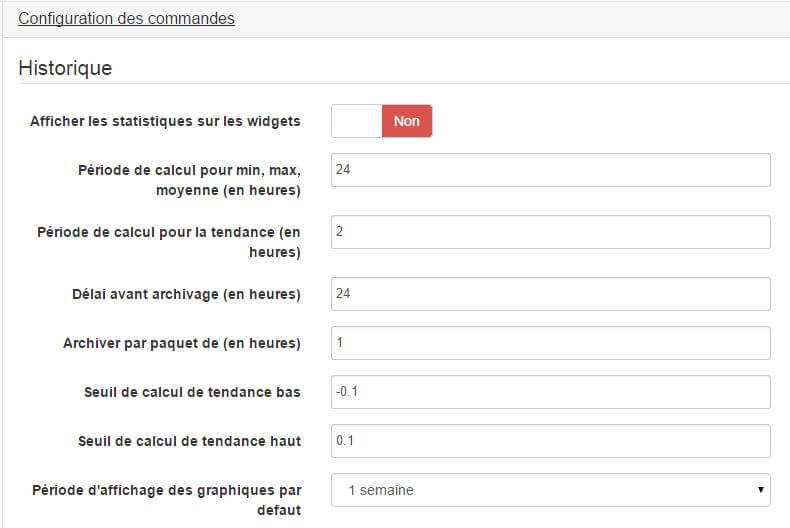 Configuration des commandes
Historique
Afficher les statistiques sur les widgets
Non
Période de calcul pour min, max,
moyenne (en heures)
24
Période de calcul pour la tendance (en
heures)
2
Délai avant archivage (en heures)
24
Archiver par paquet de (en heures)
1
Seuil de calcul de tendance bas
-0.1
Seuil de calcul de tendance haut
0.1
Période d'affichage des graphiques par
defaut
1 semaine